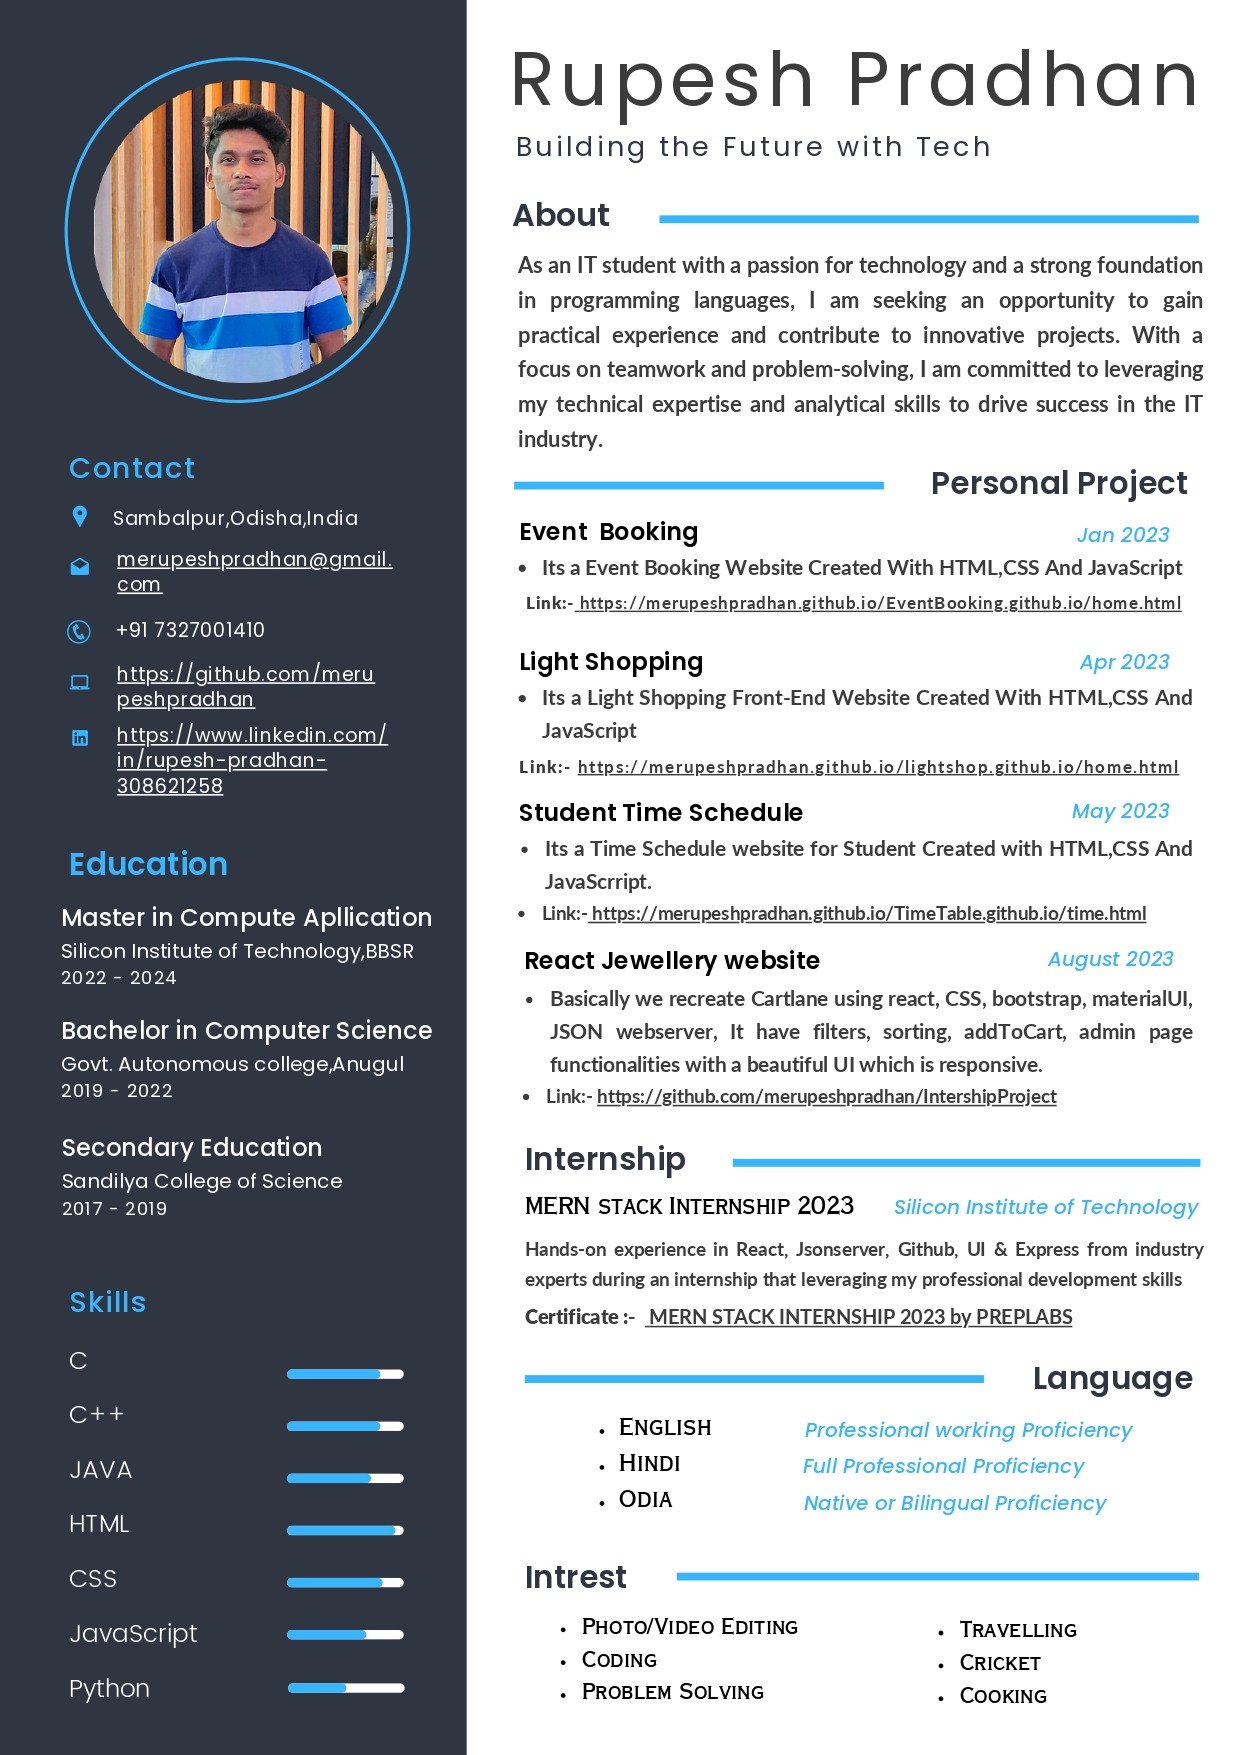 Rupesh Pradhan
Building the Future with Tech
Contact
Sambalpur,Odisha,India
merupeshpradhan@gmail.
com
+91 7327001410
https://github.com/meru
peshpradhan
https://www.linkedin.com/
in/rupesh-pradhan-
308621258
Education
Master in Compute Apllication
Silicon Institute of Technology,BBSR
2022 - 2024
Bachelor in Computer Science
Govt. Autonomous college,Anugul
2019 - 2022
Secondary Education
Sandilya College of Science
2017 - 2019
Skills
C
C++
JAVA
HTML
CSS
JavaScript
Python
About
As an IT student with a passion for technology and a strong foundation
in programming languages, I am seeking an opportunity to gain
practical experience and contribute to innovative projects. With a
focus on teamwork and problem-solving, I am committed to leveraging
my technical expertise and analytical skills to drive success in the IT
industry.
Personal Project
Event Booking Jan 2023
• Its a Event Booking Website Created With HTML,CSS And JavaScript
Link:- https://merupeshpradhan.github.io/EventBooking.github.io/home.html
Light Shopping Apr 2023
• Its a Light Shopping Front-End Website Created With HTML,CSS And
JavaScript
Link:- https://merupeshpradhan.github.io/lightshop.github.io/home.html
Student Time Schedule May 2023
• Its a Time Schedule website for Student Created with HTML,CSS And
JavaScrript.
• Link:- https://merupeshpradhan.github.io/TimeTable.github.io/time.html
React Jewellery website August 2023
• Basically we recreate Cartlane using react, CSS, bootstrap, materialUI,
JSON webserver, It have filters, sorting, addToCart, admin page
functionalities with a beautiful UI which is responsive.
• Link:- https://github.com/merupeshpradhan/IntershipProject
Internship
MERN STACK INTERNSHIP 2023 Silicon Institute of Technology
Hands-on experience in React, Jsonserver, Github, UI & Express from industry
experts during an internship that leveraging my professional development skills
Certificate :- MERN STACK INTERNSHIP 2023 by PREPLABS
Language
• ENGLISH Professional working Proficiency
• HINDI Full Professional Proficiency
• ODIA Native or Bilingual Proficiency
Intrest
• PHOTO/VIDEO EDITING
• CODING
• PROBLEM SOLVING
• TRAVELLING
• CRICKET
• COOKING